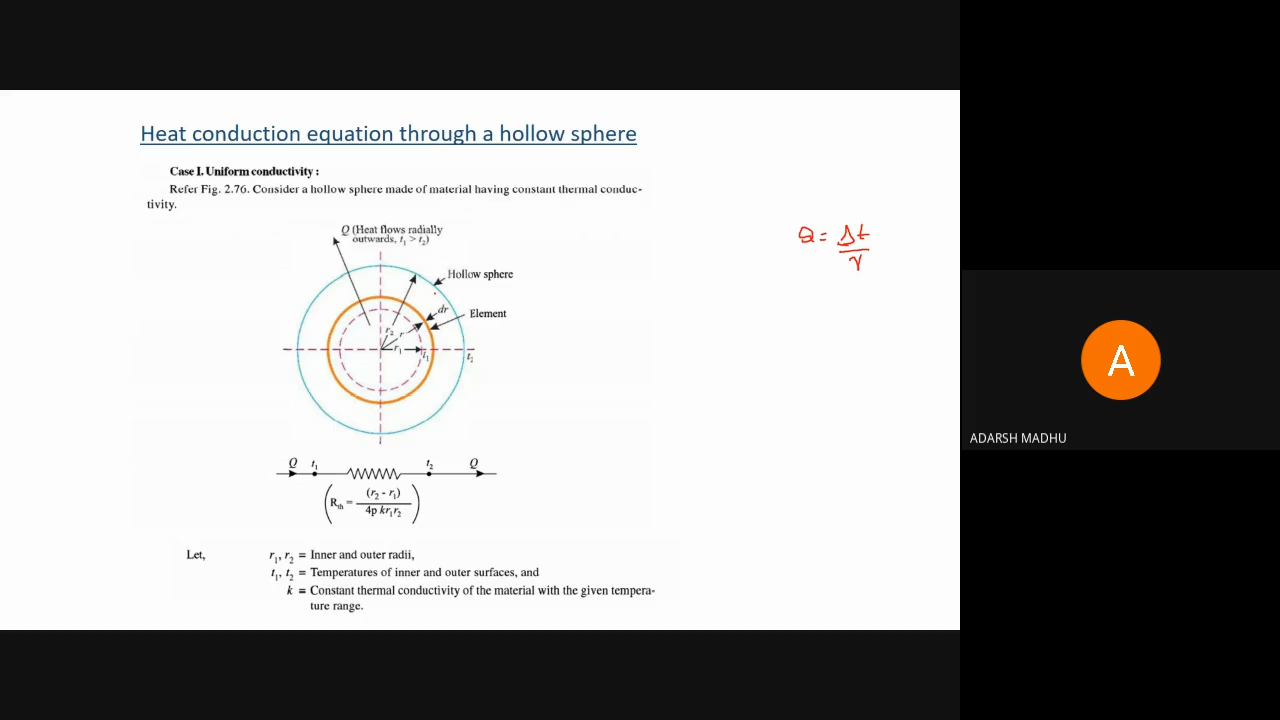 Heat conduction equation through a hollow sphere
Case I. Uniform conductivity :
Refer Fig. 2.76. Consider a hollow sphere made of material having constant thermal conduc-
tivity.
Q (Heat flows radially
outwards, t₁ > t₂)
Hollow sphere
dr
Element
r₂
r
r₁
t₁
t₂
Q = Δt
r
Q t₁ t₂ Q
(R_th = (r₂ - r₁) / 4p kr₁r₂)
Let, r₁, r₂ = Inner and outer radii,
t₁, t₂ = Temperatures of inner and outer surfaces, and
k = Constant thermal conductivity of the material with the given tempera-
ture range.
A
ADARSH MADHU